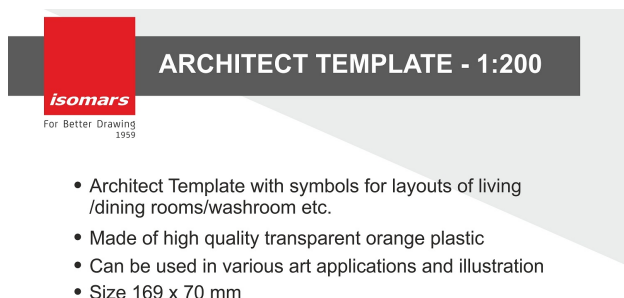 ARCHITECT TEMPLATE - 1:200
isomars
For Better Drawing
1959
• Architect Template with symbols for layouts of living
/dining rooms/washroom etc.
• Made of high quality transparent orange plastic
• Can be used in various art applications and illustration
• Size 169 x 70 mm